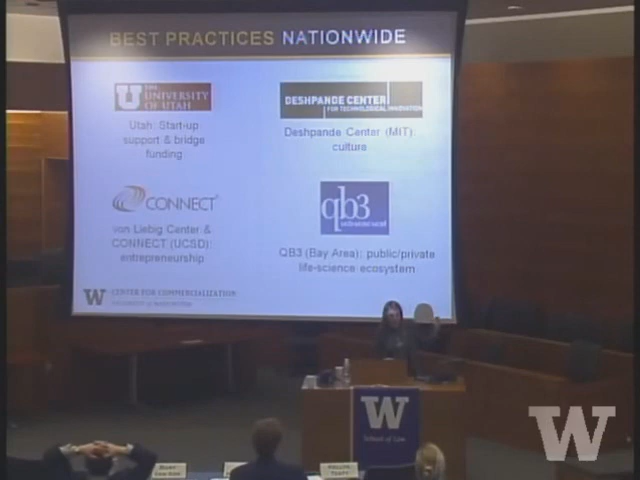 W
BEST PRACTICES NATIONWIDE
U THE UNIVERSITY OF UTAH
Utah: Start-up
support & bridge
funding
DESHPANDE CENTER
FOR TECHNOLOGICAL INNOVATION
Deshpande Center (MIT):
culture
CONNECT
von Liebig Center &
CONNECT (UCSD):
entrepreneurship
qb3
QB3 (Bay Area): public/private
life-science ecosystem
W CENTER FOR COMMERCIALIZATION
UNIVERSITY OF WASHINGTON
W
School of Law
W